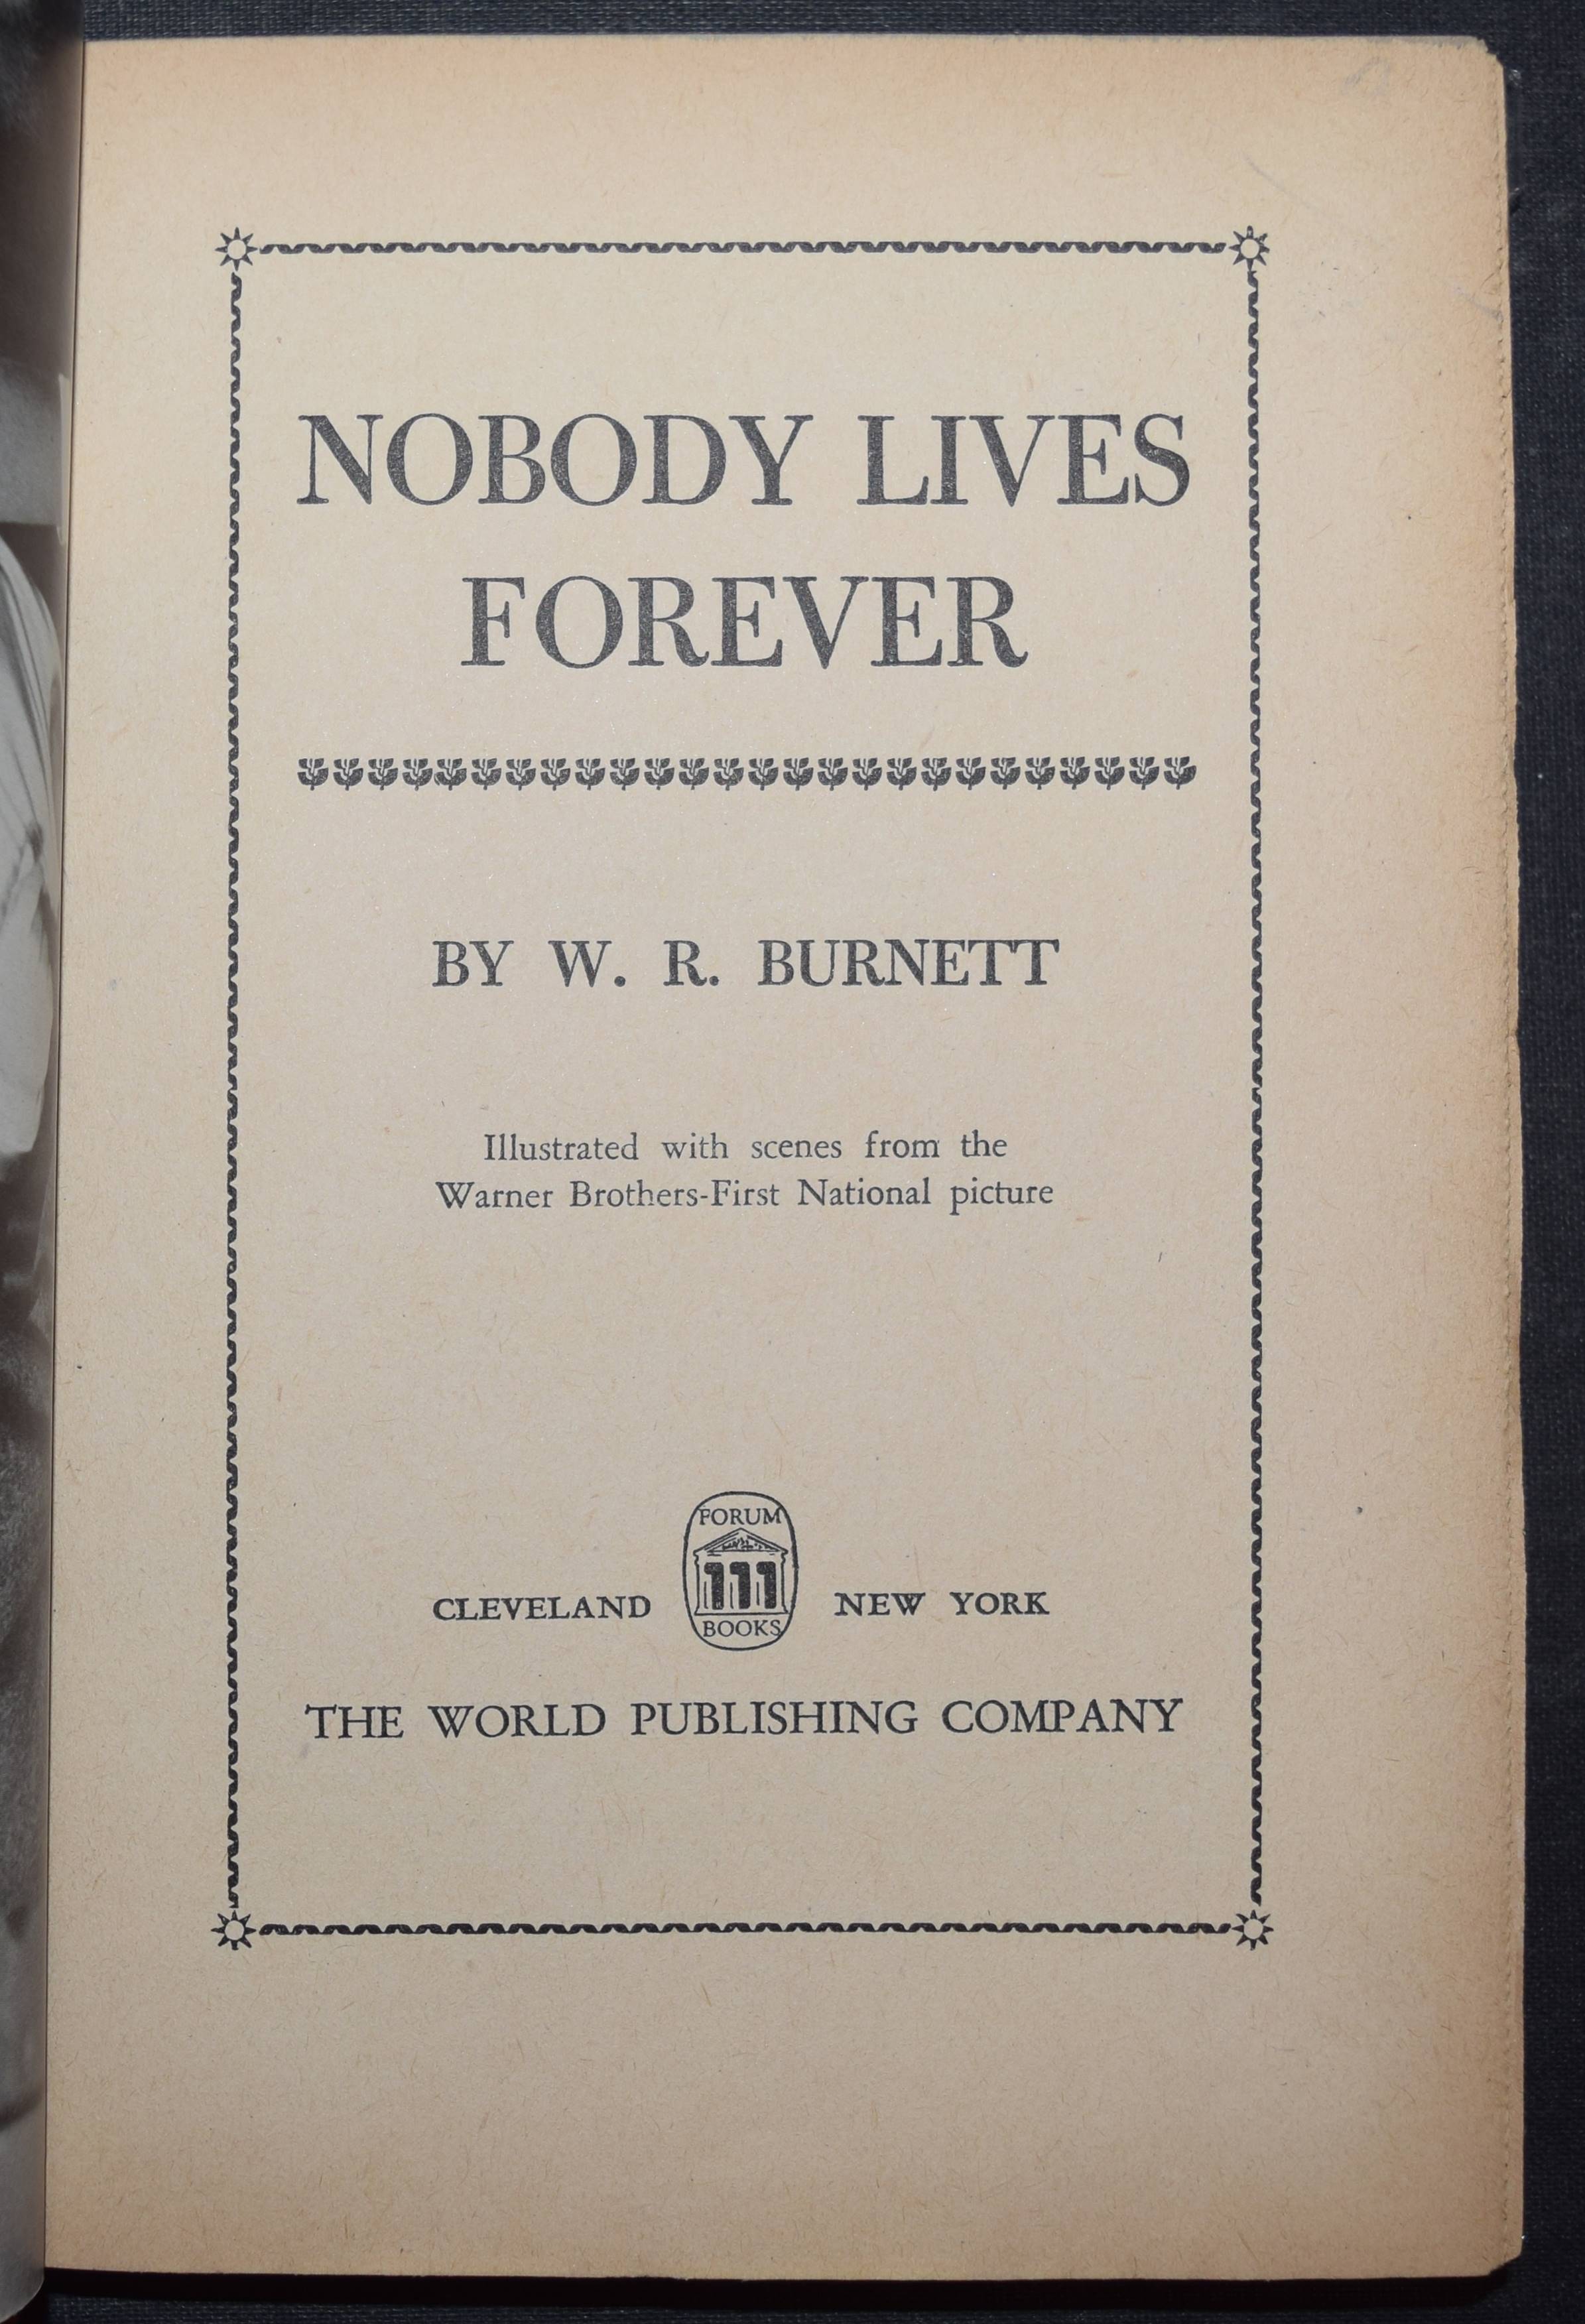 NOBODY LIVES
FOREVER
BY W. R. BURNETT
Illustrated with scenes from the
Warner Brothers-First National picture
FORUM
BOOKS
CLEVELAND NEW YORK
THE WORLD PUBLISHING COMPANY